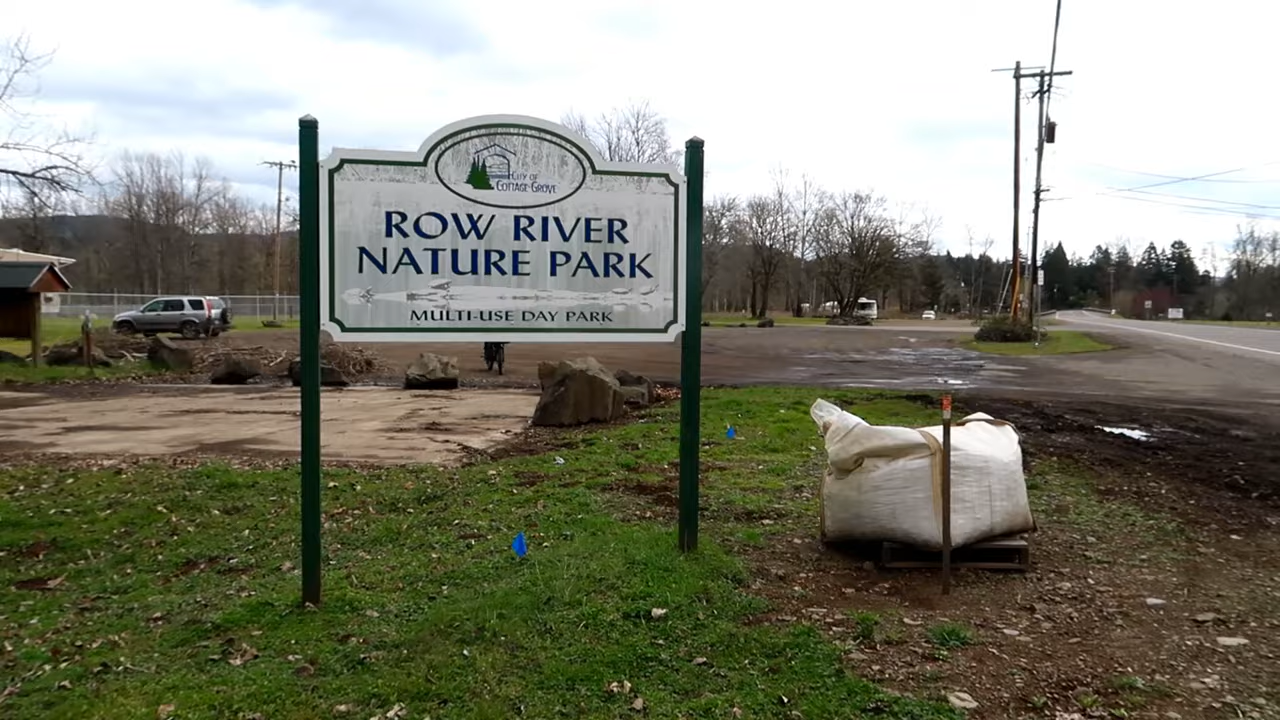 CITY OF
COTTAGE GROVE
ROW RIVER
NATURE PARK
MULTI-USE DAY PARK